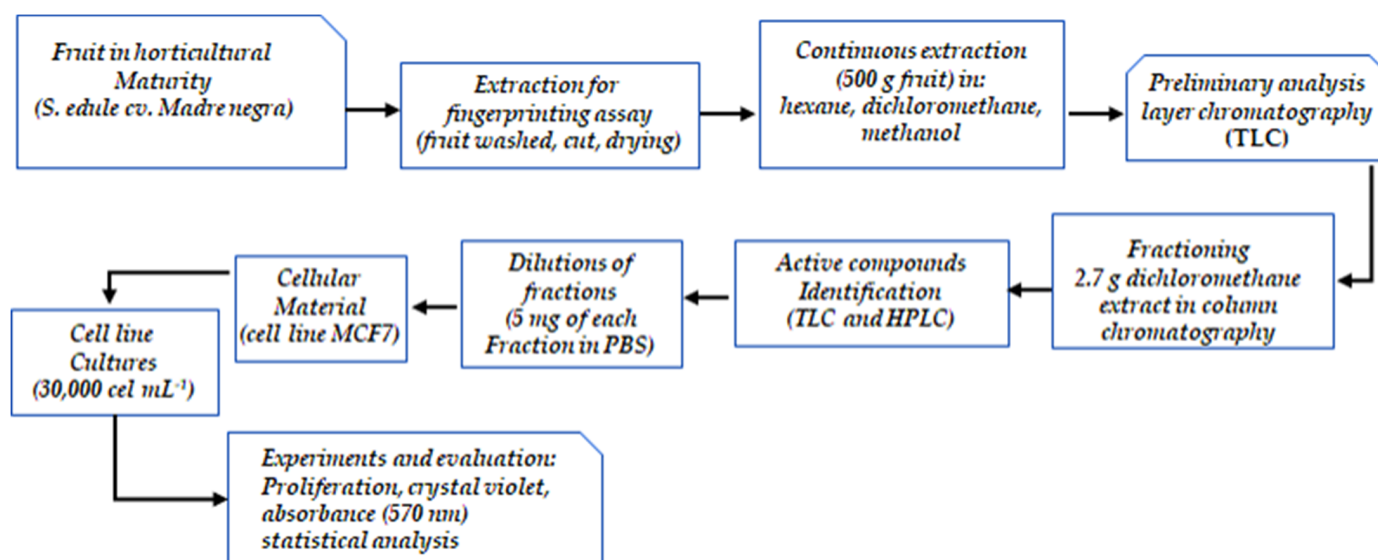 Fruit in horticultural
Maturity
(S. edule cv. Madre negra)
Extraction for
fingerprinting assay
(fruit washed, cut, drying)
Continuous extraction
(500 g fruit) in:
hexane, dichloromethane,
methanol
Preliminary analysis
layer chromatography
(TLC)
Fractioning
2.7 g dichloromethane
extract in column
chromatography
Active compounds
Identification
(TLC and HPLC)
Dilutions of
fractions
(5 mg of each
Fraction in PBS)
Cellular
Material
(cell line MCF7)
Cell line
Cultures
(30,000 cel mL⁻¹)
Experiments and evaluation:
Proliferation, crystal violet,
absorbance (570 nm)
statistical analysis